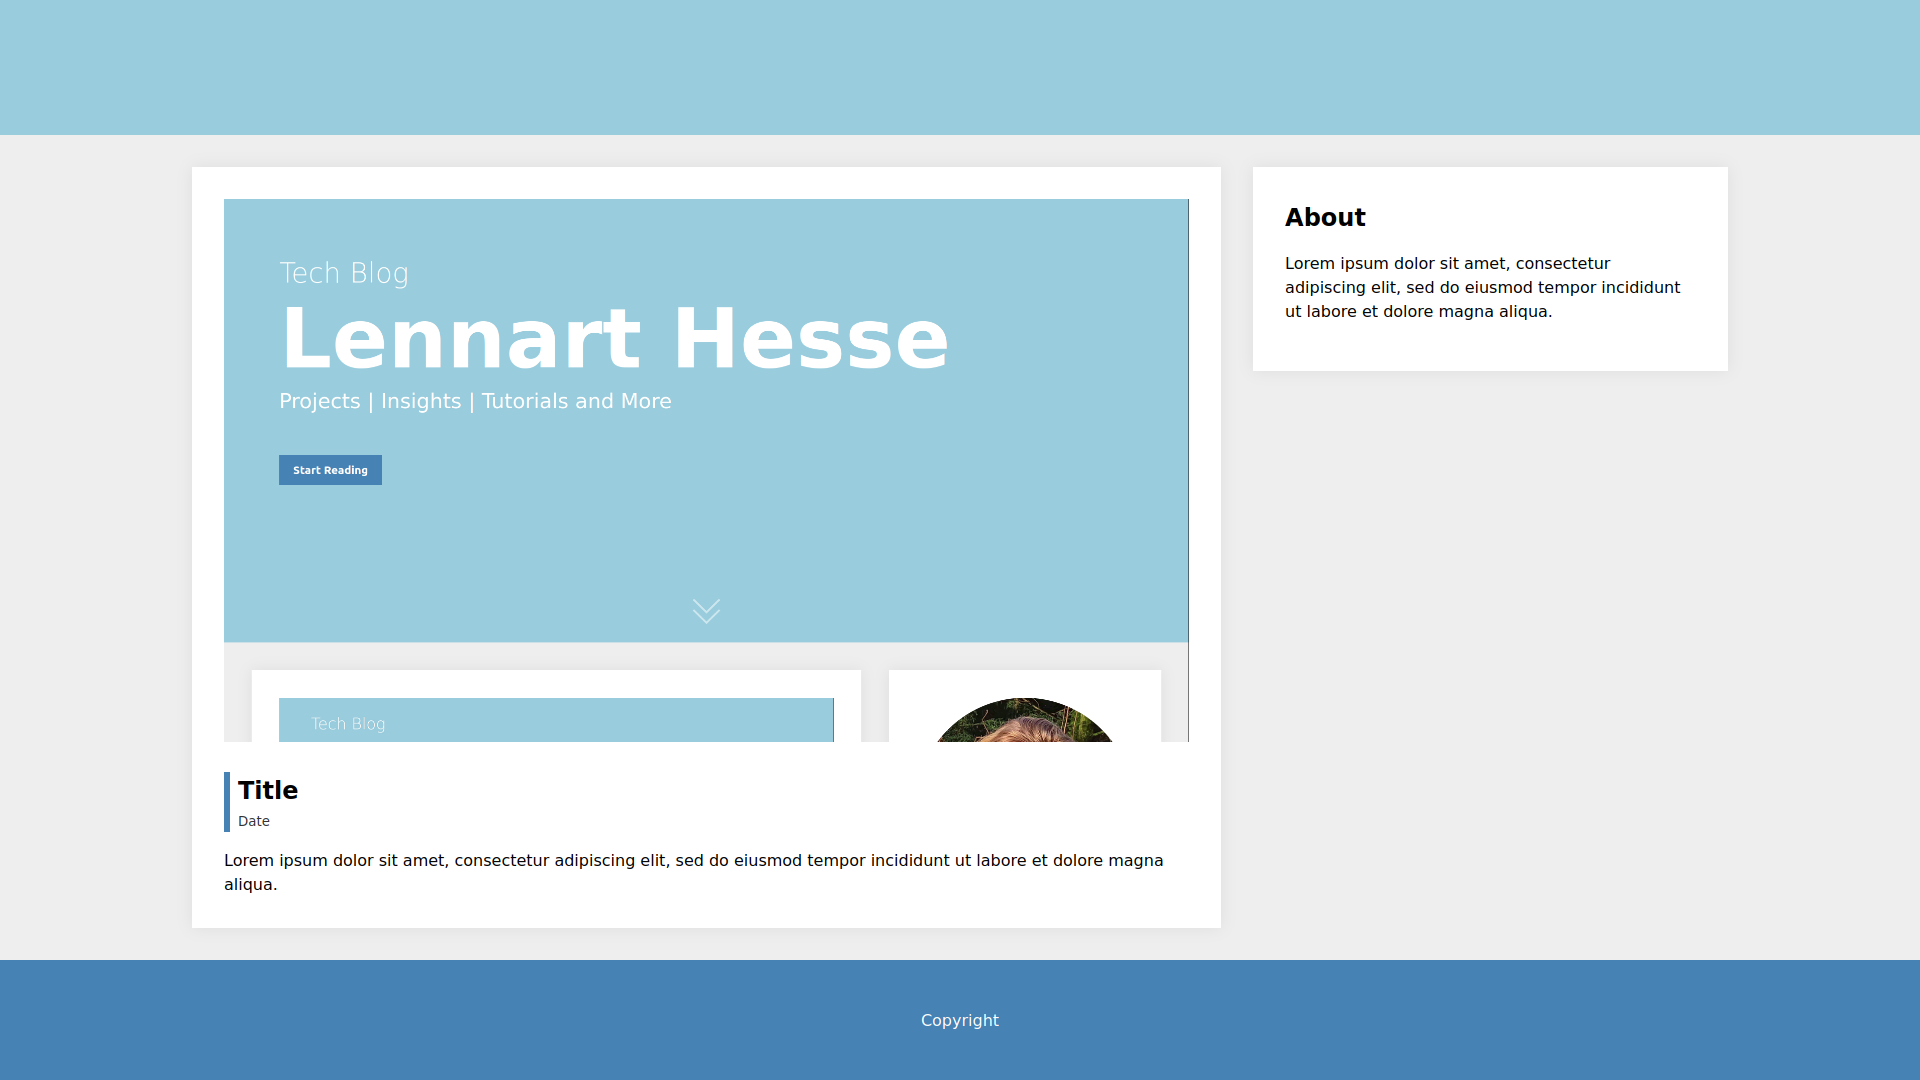 Tech Blog
Lennart Hesse
Projects | Insights | Tutorials and More
Start Reading
Tech Blog
Title
Date
Lorem ipsum dolor sit amet, consectetur adipiscing elit, sed do eiusmod tempor incididunt ut labore et dolore magna
aliqua.
About
Lorem ipsum dolor sit amet, consectetur
adipiscing elit, sed do eiusmod tempor incididunt
ut labore et dolore magna aliqua.
Copyright